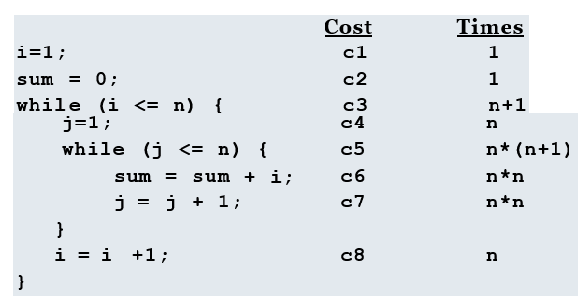 Cost Times
i=1; c1 1
sum = 0; c2 1
while (i <= n) { c3 n+1
j=1; c4 n
while (j <= n) { c5 n*(n+1)
sum = sum + i; c6 n*n
j = j + 1; c7 n*n
}
i = i +1; c8 n
}